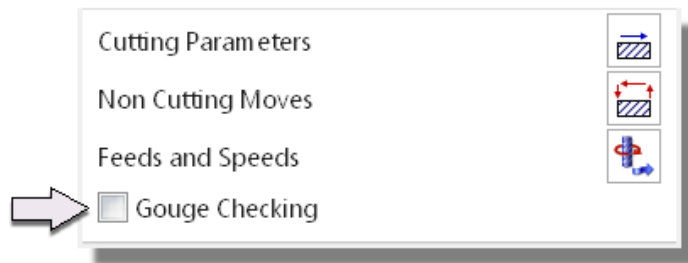 Cutting Parameters
Non Cutting Moves
Feeds and Speeds
Gouge Checking